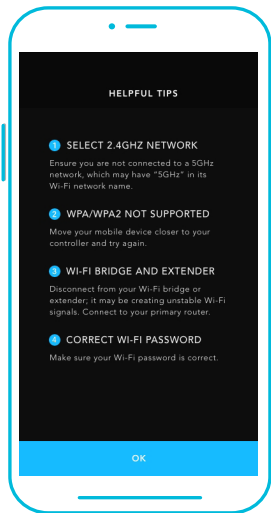 HELPFUL TIPS
1 SELECT 2.4GHZ NETWORK
Ensure you are not connected to a 5GHz
network, which may have "5GHz" in its
Wi-Fi network name.
2 WPA/WPA2 NOT SUPPORTED
Move your mobile device closer to your
controller and try again.
3 WI-FI BRIDGE AND EXTENDER
Disconnect from your Wi-Fi bridge or
extender; it may be creating unstable Wi-Fi
signals. Connect to your primary router.
4 CORRECT WI-FI PASSWORD
Make sure your Wi-Fi password is correct.
OK